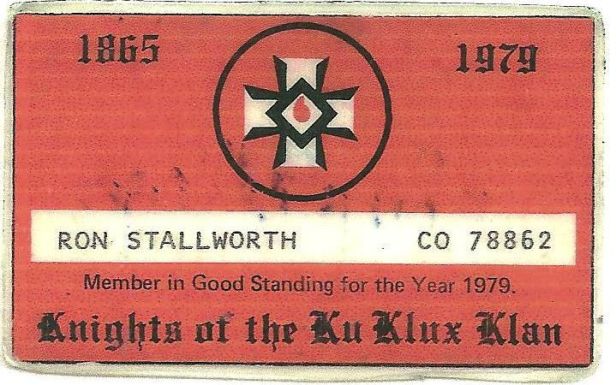 1865
1979
RON STALLWORTH CO 78862
Member in Good Standing for the Year 1979.
Knights of the Ku Klux Klan